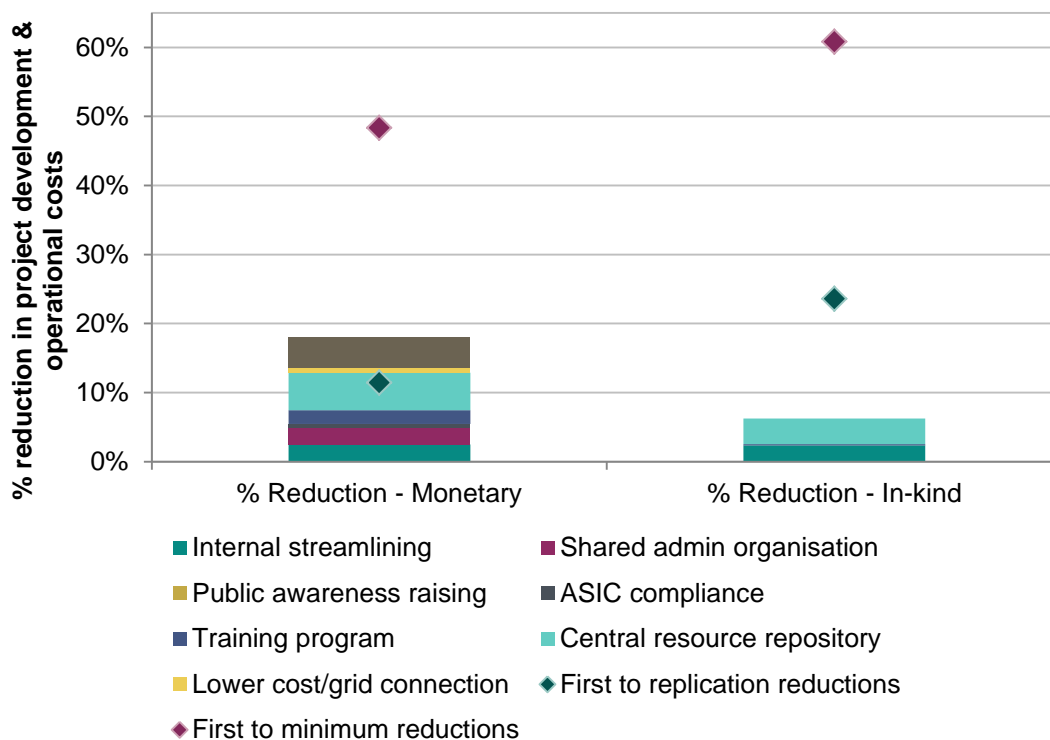 % reduction in project development &
operational costs
60%
50%
40%
30%
20%
10%
0%
% Reduction - Monetary
% Reduction - In-kind
Internal streamlining
Shared admin organisation
Public awareness raising
ASIC compliance
Training program
Central resource repository
Lower cost/grid connection
First to replication reductions
First to minimum reductions